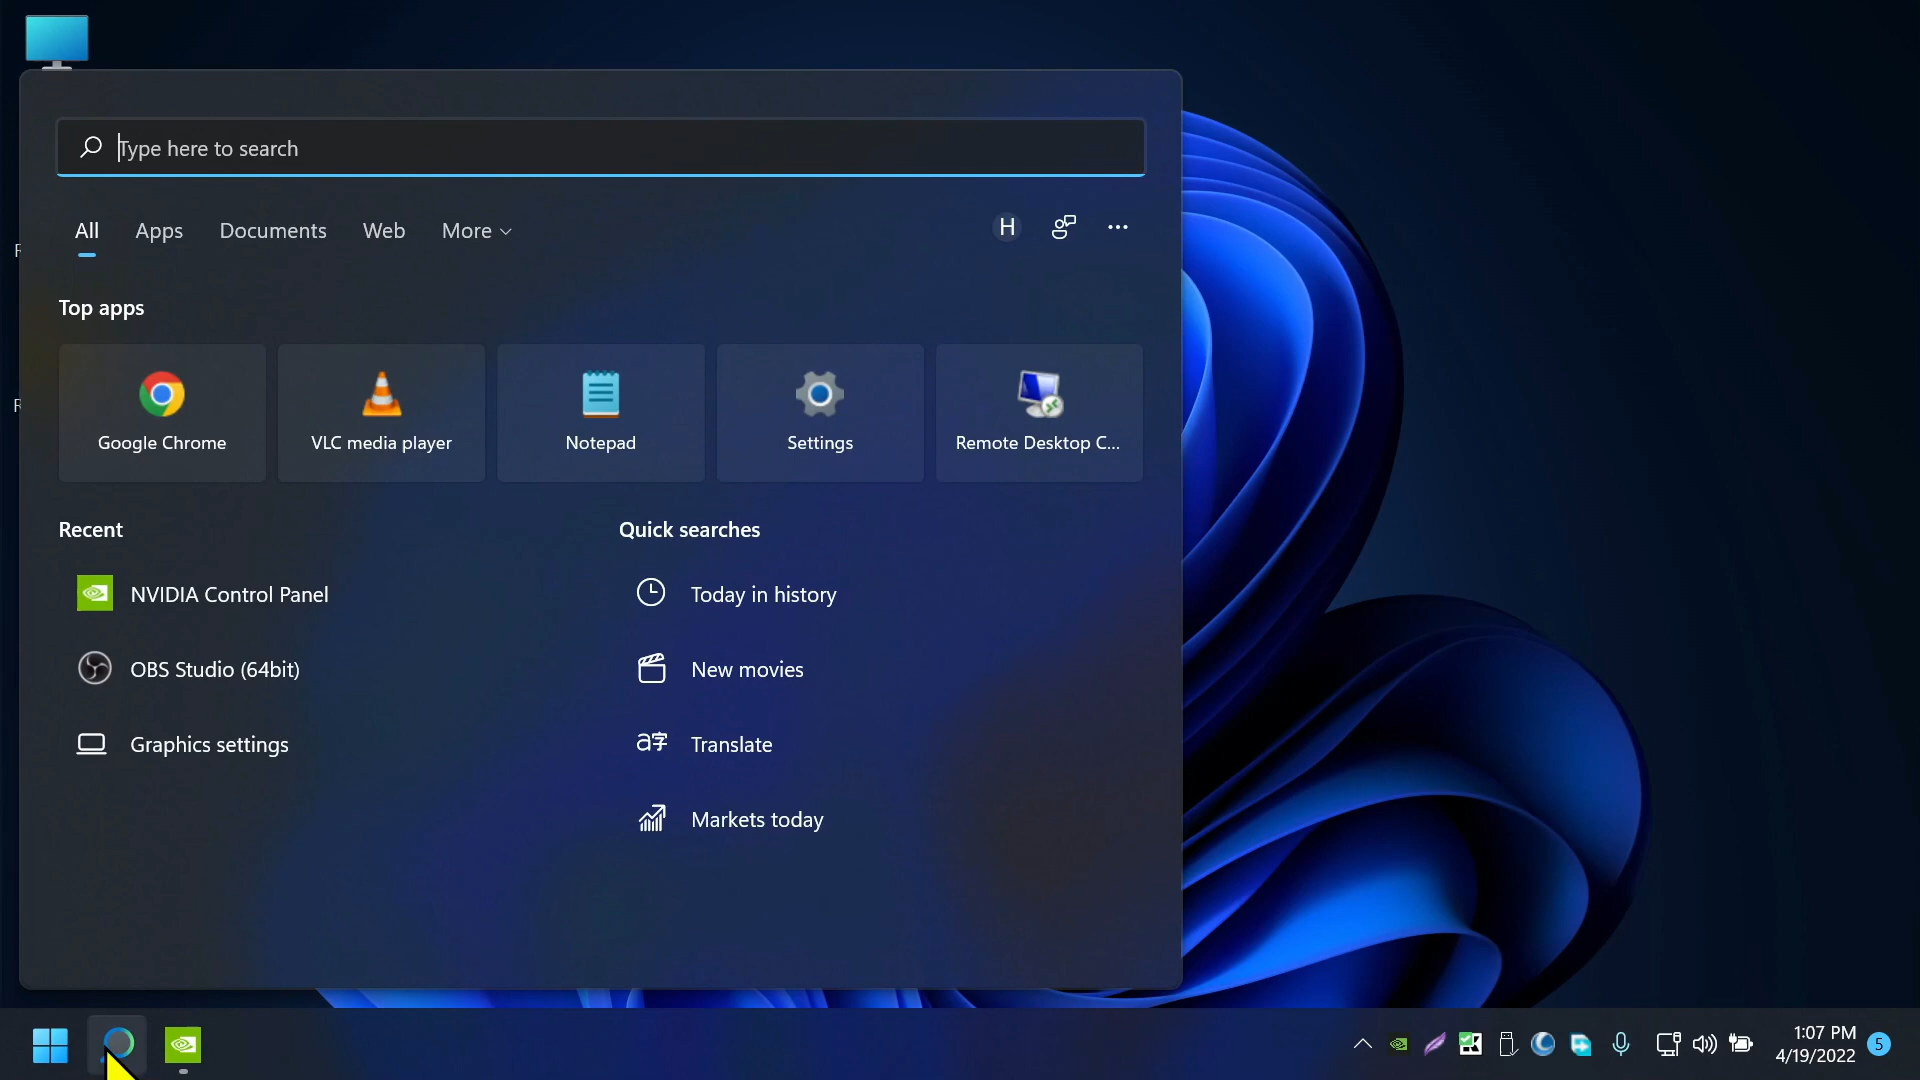 Type here to search
All Apps Documents Web More H
Top apps
Google Chrome VLC media player Notepad Settings Remote Desktop C...
Recent
NVIDIA Control Panel
OBS Studio (64bit)
Graphics settings
Quick searches
Today in history
New movies
Translate
Markets today
1:07 PM
4/19/2022
5